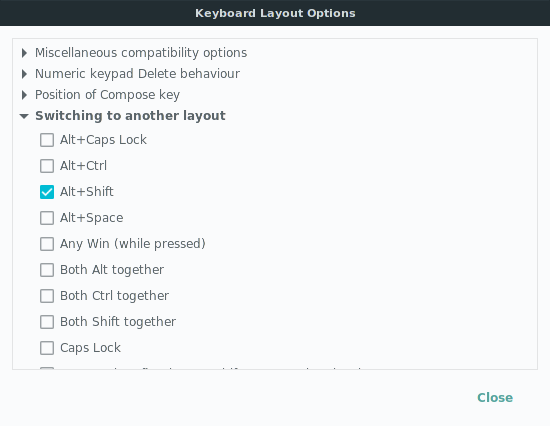 Keyboard Layout Options
Miscellaneous compatibility options
Numeric keypad Delete behaviour
Position of Compose key
Switching to another layout
Alt+Caps Lock
Alt+Ctrl
Alt+Shift
Alt+Space
Any Win (while pressed)
Both Alt together
Both Ctrl together
Both Shift together
Caps Lock
Close